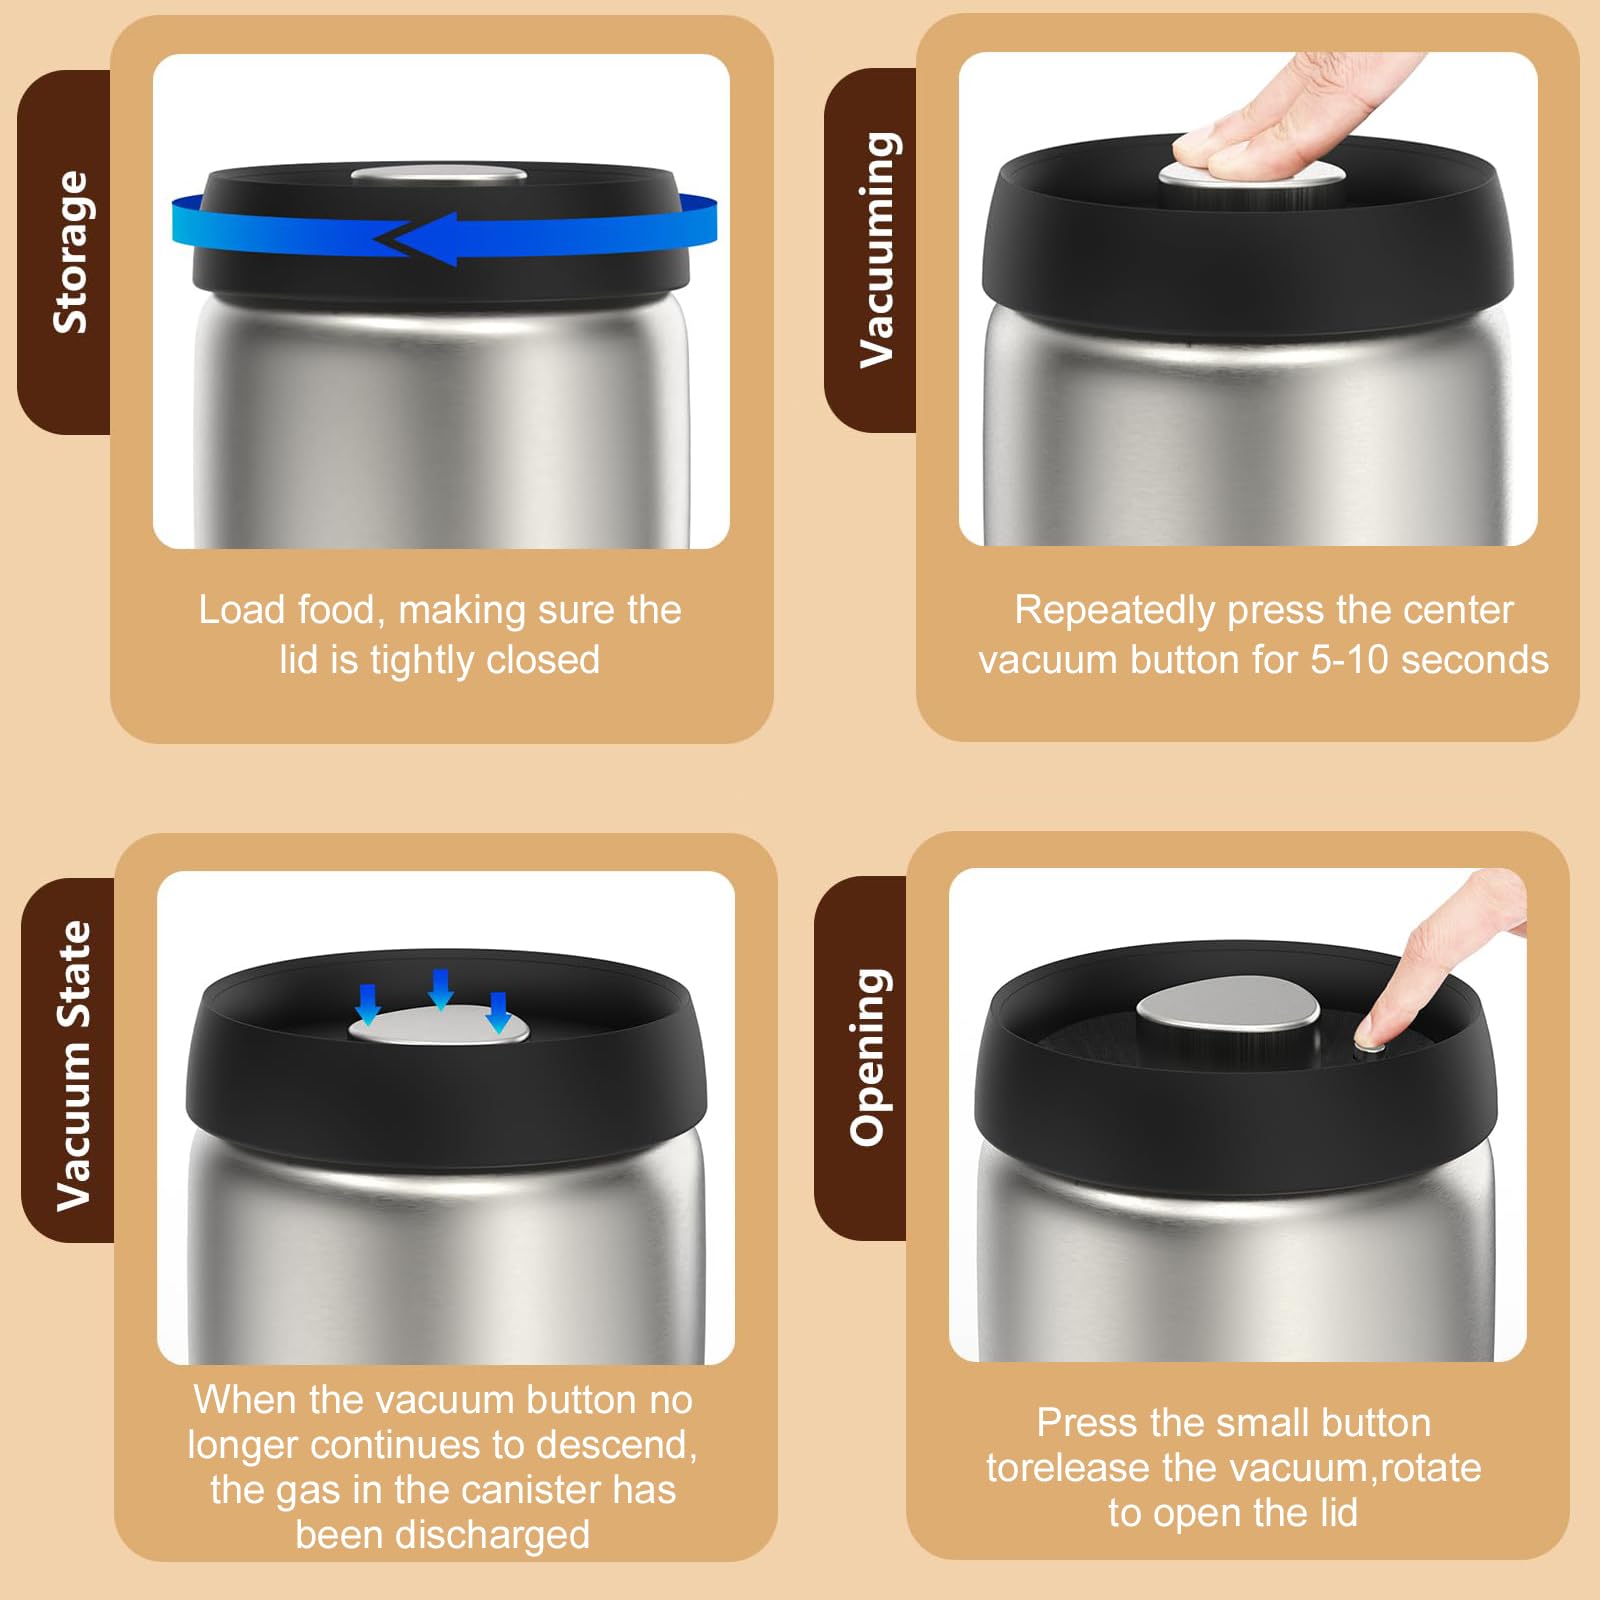 Storage
Load food, making sure the
lid is tightly closed
Vacuuming
Repeatedly press the center
vacuum button for 5-10 seconds
Vacuum State
When the vacuum button no
longer continues to descend,
the gas in the canister has
been discharged
Opening
Press the small button
torelease the vacuum,rotate
to open the lid